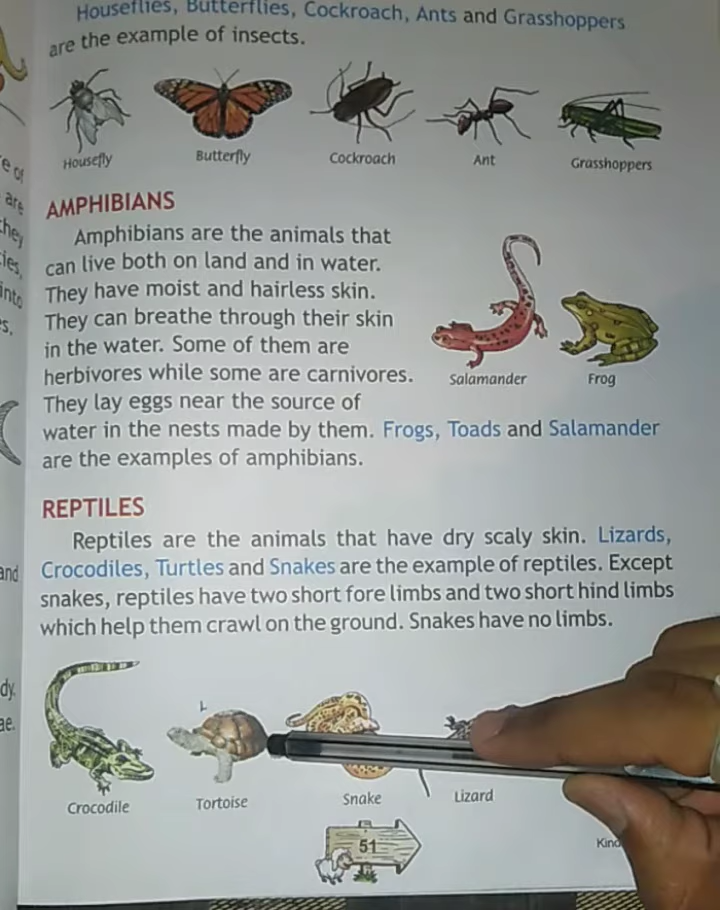 Houseflies, Butterflies, Cockroach, Ants and Grasshoppers
are the example of insects.
Housefly
Butterfly
Cockroach
Ant
Grasshoppers
AMPHIBIANS
Amphibians are the animals that
can live both on land and in water.
They have moist and hairless skin.
They can breathe through their skin
in the water. Some of them are
herbivores while some are carnivores.
They lay eggs near the source of
water in the nests made by them. Frogs, Toads and Salamander
are the examples of amphibians.
Salamander
Frog
REPTILES
Reptiles are the animals that have dry scaly skin. Lizards,
Crocodiles, Turtles and Snakes are the example of reptiles. Except
snakes, reptiles have two short fore limbs and two short hind limbs
which help them crawl on the ground. Snakes have no limbs.
Crocodile
Tortoise
Snake
Lizard
51